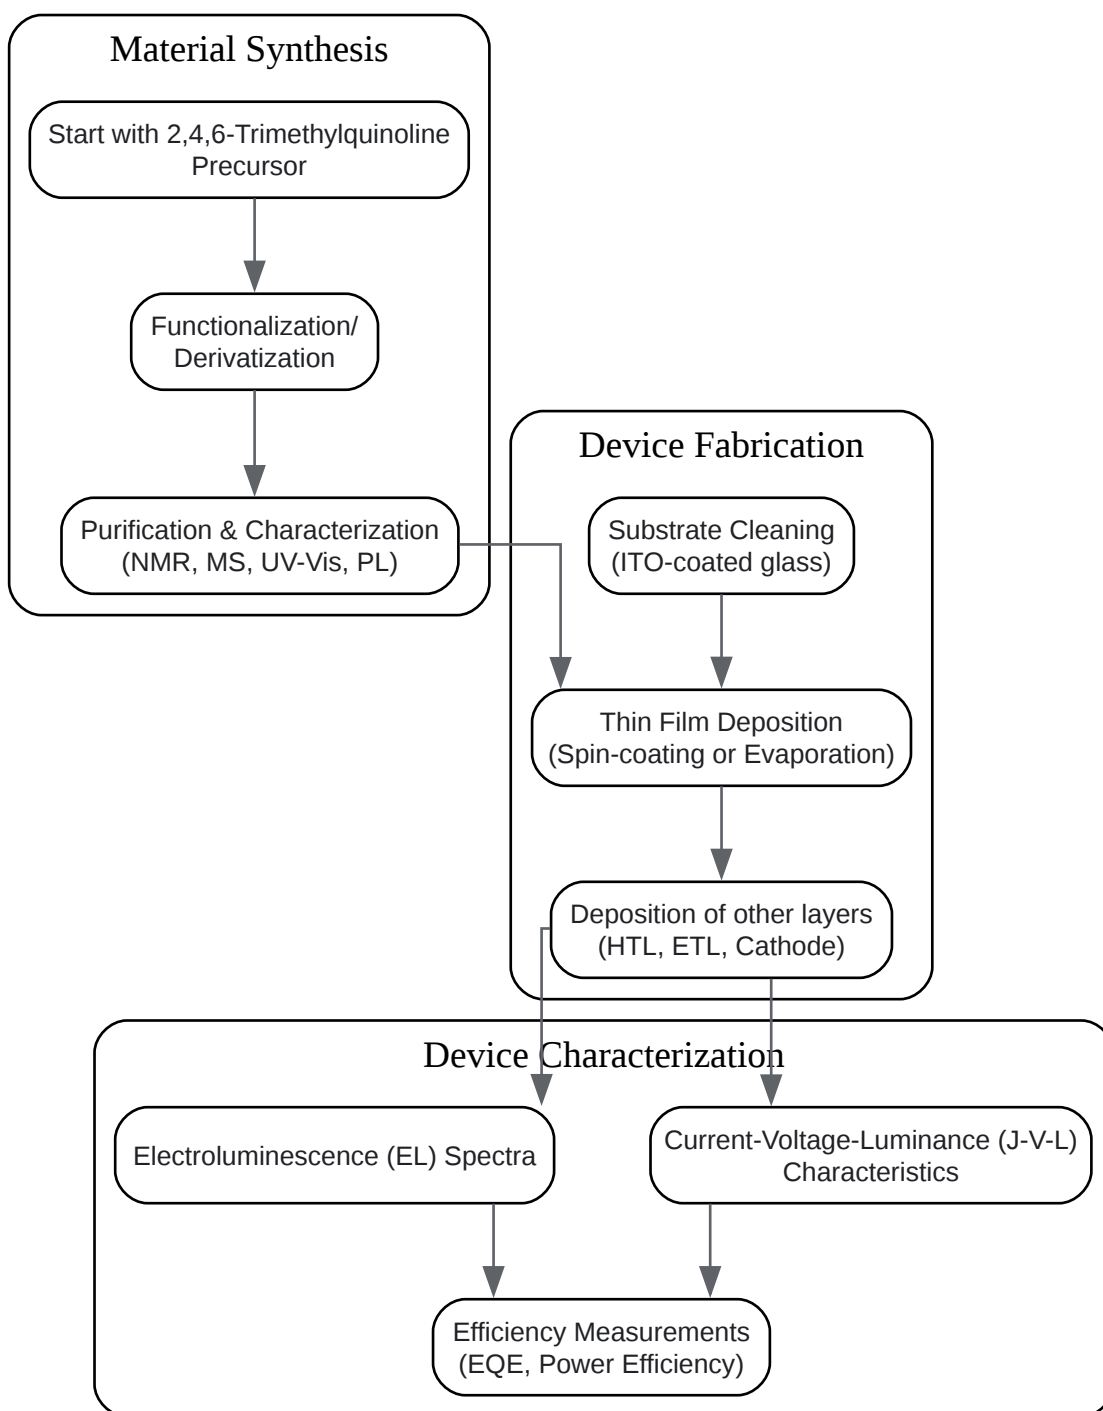 Material Synthesis
Start with 2,4,6-Trimethylquinoline
Precursor
Functionalization/
Derivatization
Purification & Characterization
(NMR, MS, UV-Vis, PL)
Device Fabrication
Substrate Cleaning
(ITO-coated glass)
Thin Film Deposition
(Spin-coating or Evaporation)
Deposition of other layers
(HTL, ETL, Cathode)
Device Characterization
Electroluminescence (EL) Spectra
Current-Voltage-Luminance (J-V-L)
Characteristics
Efficiency Measurements
(EQE, Power Efficiency)